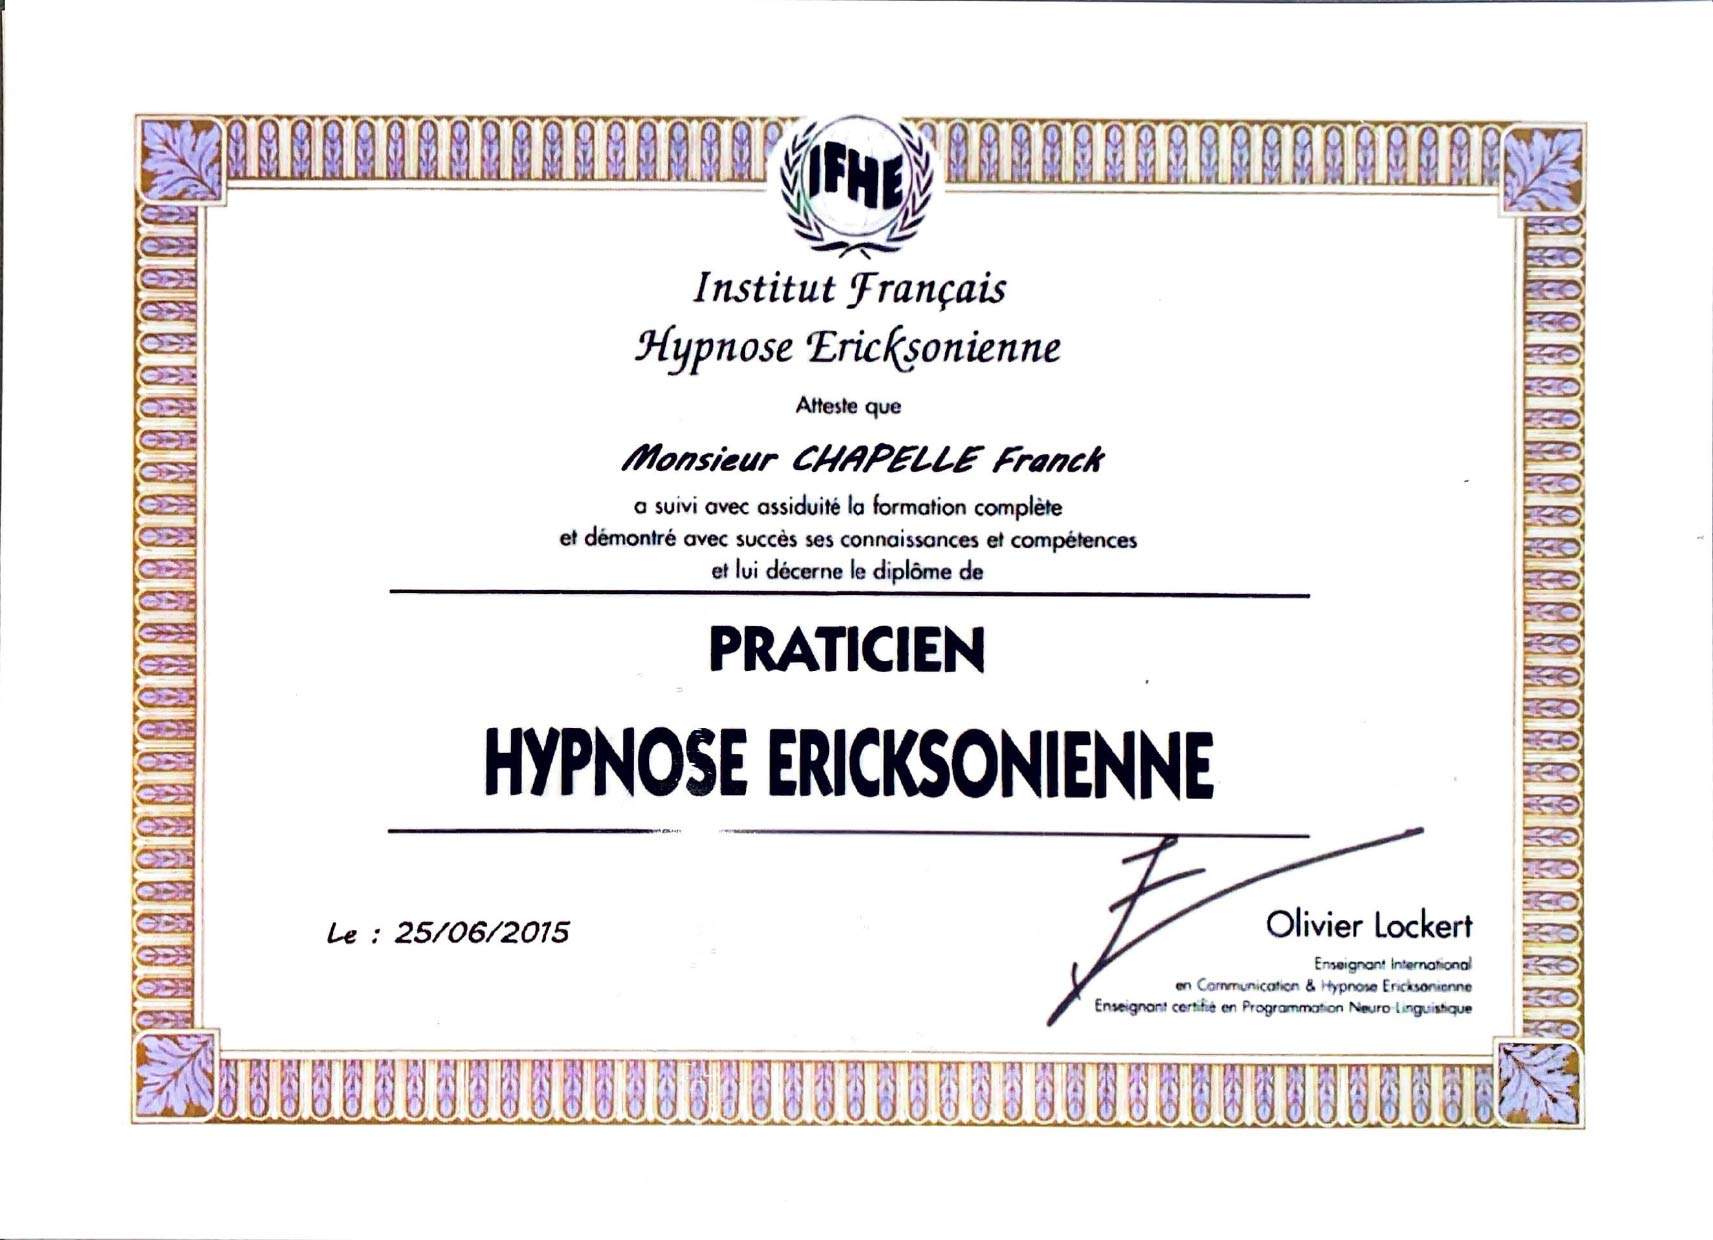 IFHE
Institut Français
Hypnose Ericksonienne
Atteste que
Monsieur CHAPELLE Franck
a suivi avec assiduité la formation complète
et démontré avec succès ses connaissances et compétences
et lui décerne le diplôme de
PRATICIEN
HYPNOSE ERICKSONIENNE
Le : 25/06/2015
Olivier Lockert
Enseignant International
en Communication & Hypnose Ericksonienne
Enseignant certifié en Programmation Neuro-Linguistique